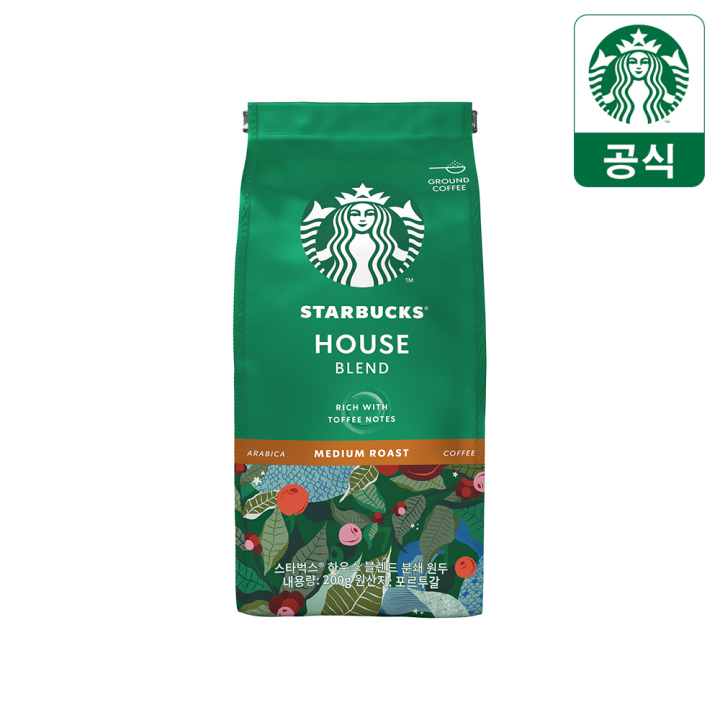 공식
GROUND
COFFEE
TM
STARBUCKS®
HOUSE
BLEND
RICH WITH
TOFFEE NOTES
ARABICA MEDIUM ROAST COFFEE
스타벅스® 하우스 블렌드 분쇄 원두
내용량: 200g 원산지: 포르투갈